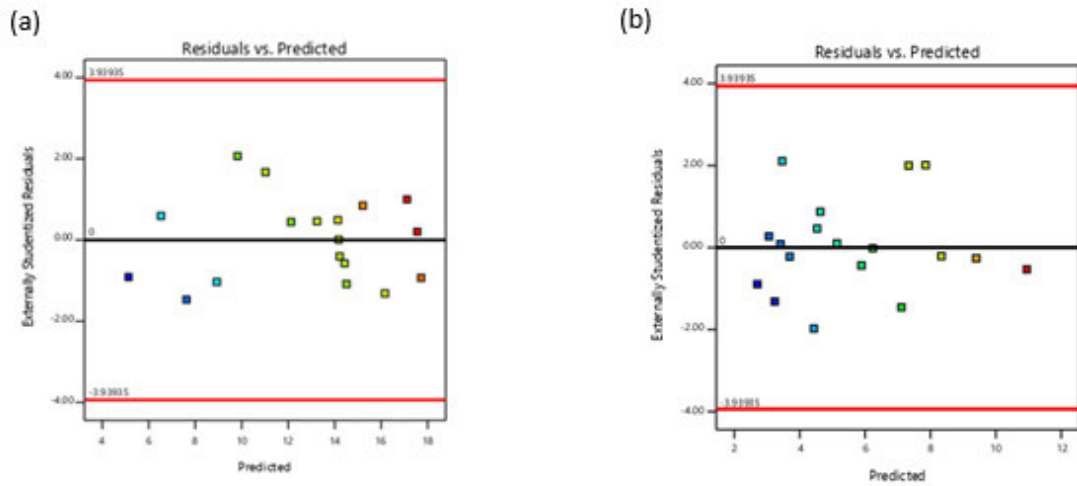 (a)
Residuals vs. Predicted
Externally Studentized Residuals
4.00
3.93935
2.00
0
0.00
-2.00
-3.93935
-4.00
4 6 8 10 12 14 16 18
Predicted
(b)
Residuals vs. Predicted
Externally Studentized Residuals
4.00
3.93935
2.00
0
0.00
-2.00
-3.93935
-4.00
2 4 6 8 10 12
Predicted